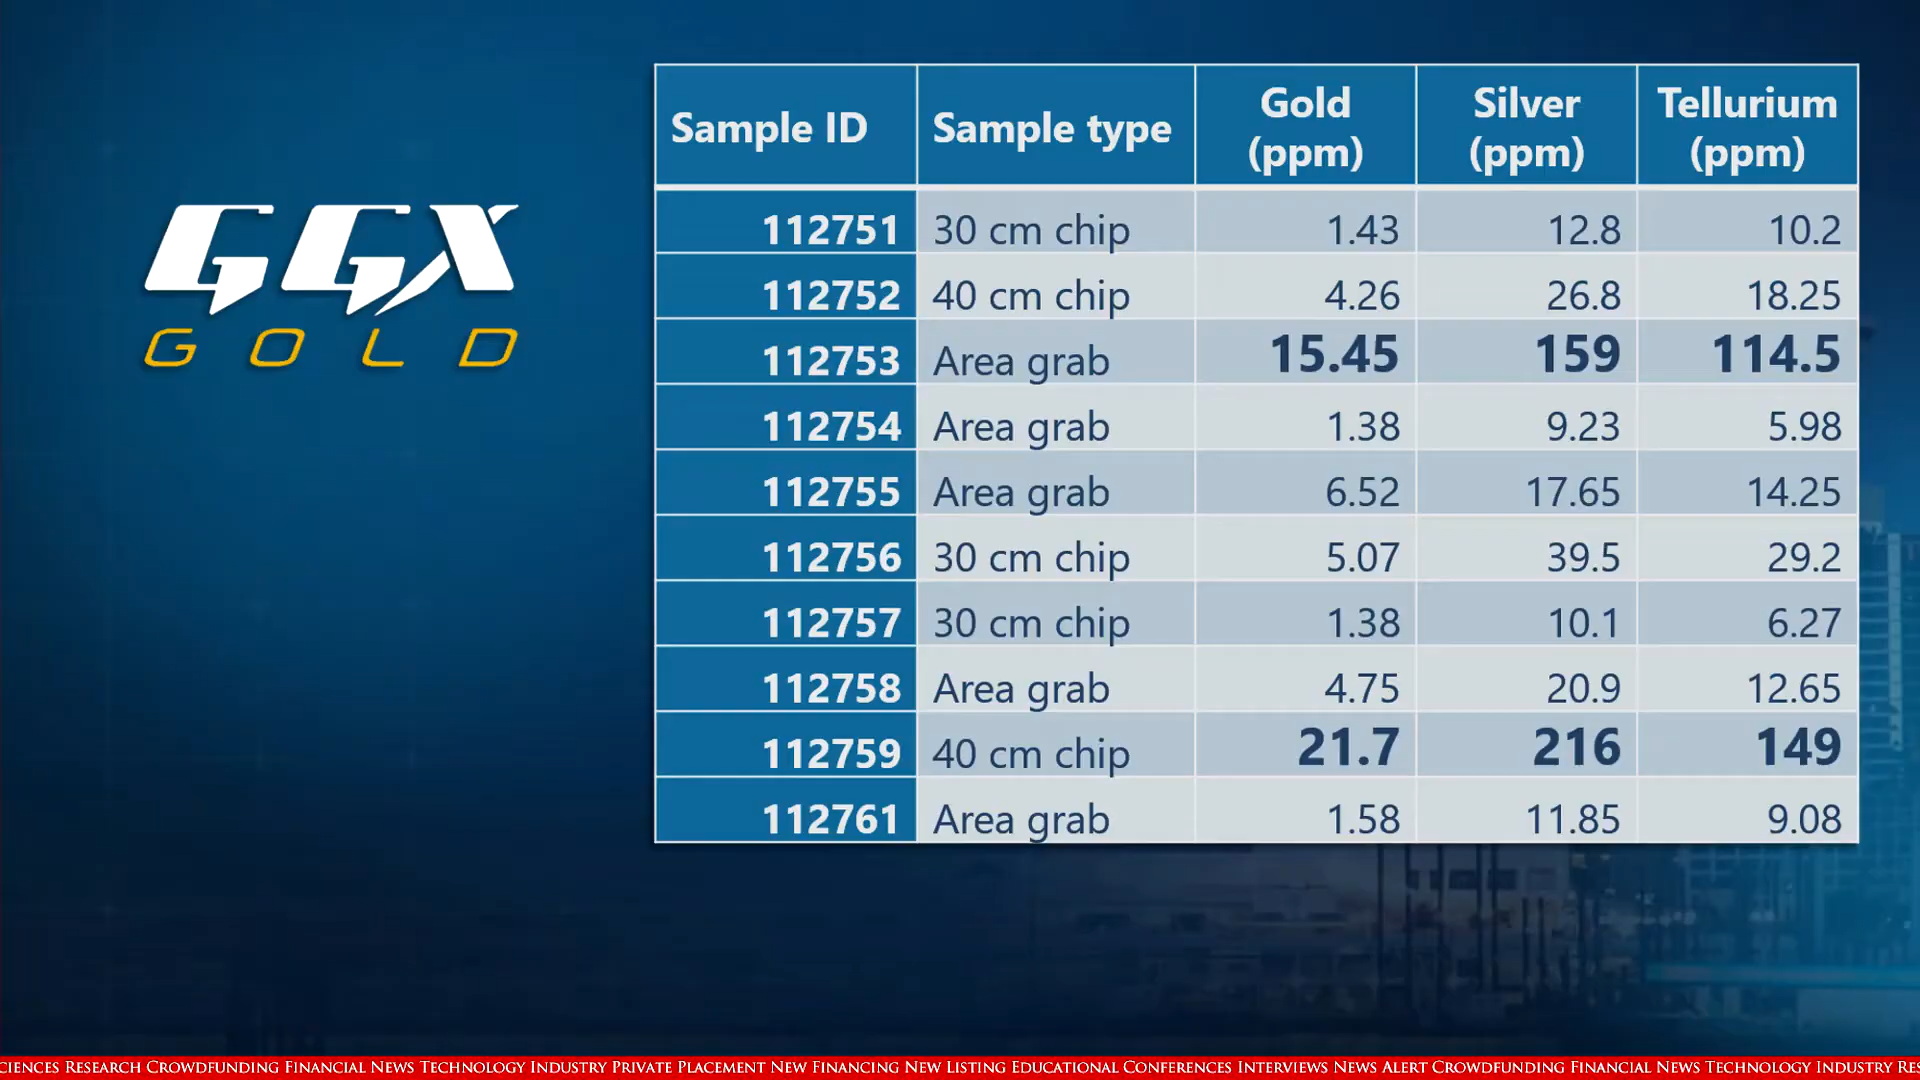 GGX
GOLD
Sample ID Sample type Gold (ppm) Silver (ppm) Tellurium (ppm)
112751 30 cm chip 1.43 12.8 10.2
112752 40 cm chip 4.26 26.8 18.25
112753 Area grab 15.45 159 114.5
112754 Area grab 1.38 9.23 5.98
112755 Area grab 6.52 17.65 14.25
112756 30 cm chip 5.07 39.5 29.2
112757 30 cm chip 1.38 10.1 6.27
112758 Area grab 4.75 20.9 12.65
112759 40 cm chip 21.7 216 149
112761 Area grab 1.58 11.85 9.08
CIENCES RESEARCH CROWDFUNDING FINANCIAL NEWS TECHNOLOGY INDUSTRY PRIVATE PLACEMENT NEW FINANCING NEW LISTING EDUCATIONAL CONFERENCES INTERVIEWS NEWS ALERT CROWDFUNDING FINANCIAL NEWS TECHNOLOGY INDUSTRY RES